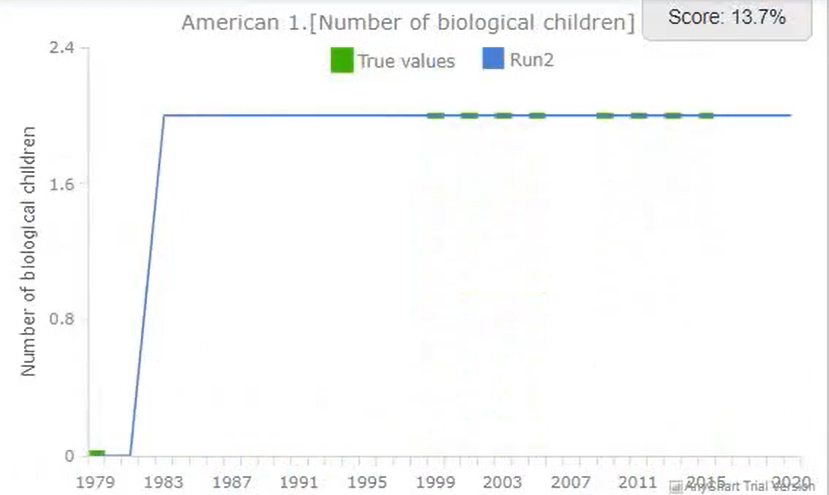 American 1.[Number of biological children]
Score: 13.7%
True values
Run2
2.4
1.6
0.8
0
Number of biological children
1979 1983 1987 1991 1995 1999 2003 2007 2011 2015 2020
AnyChart Trial Version